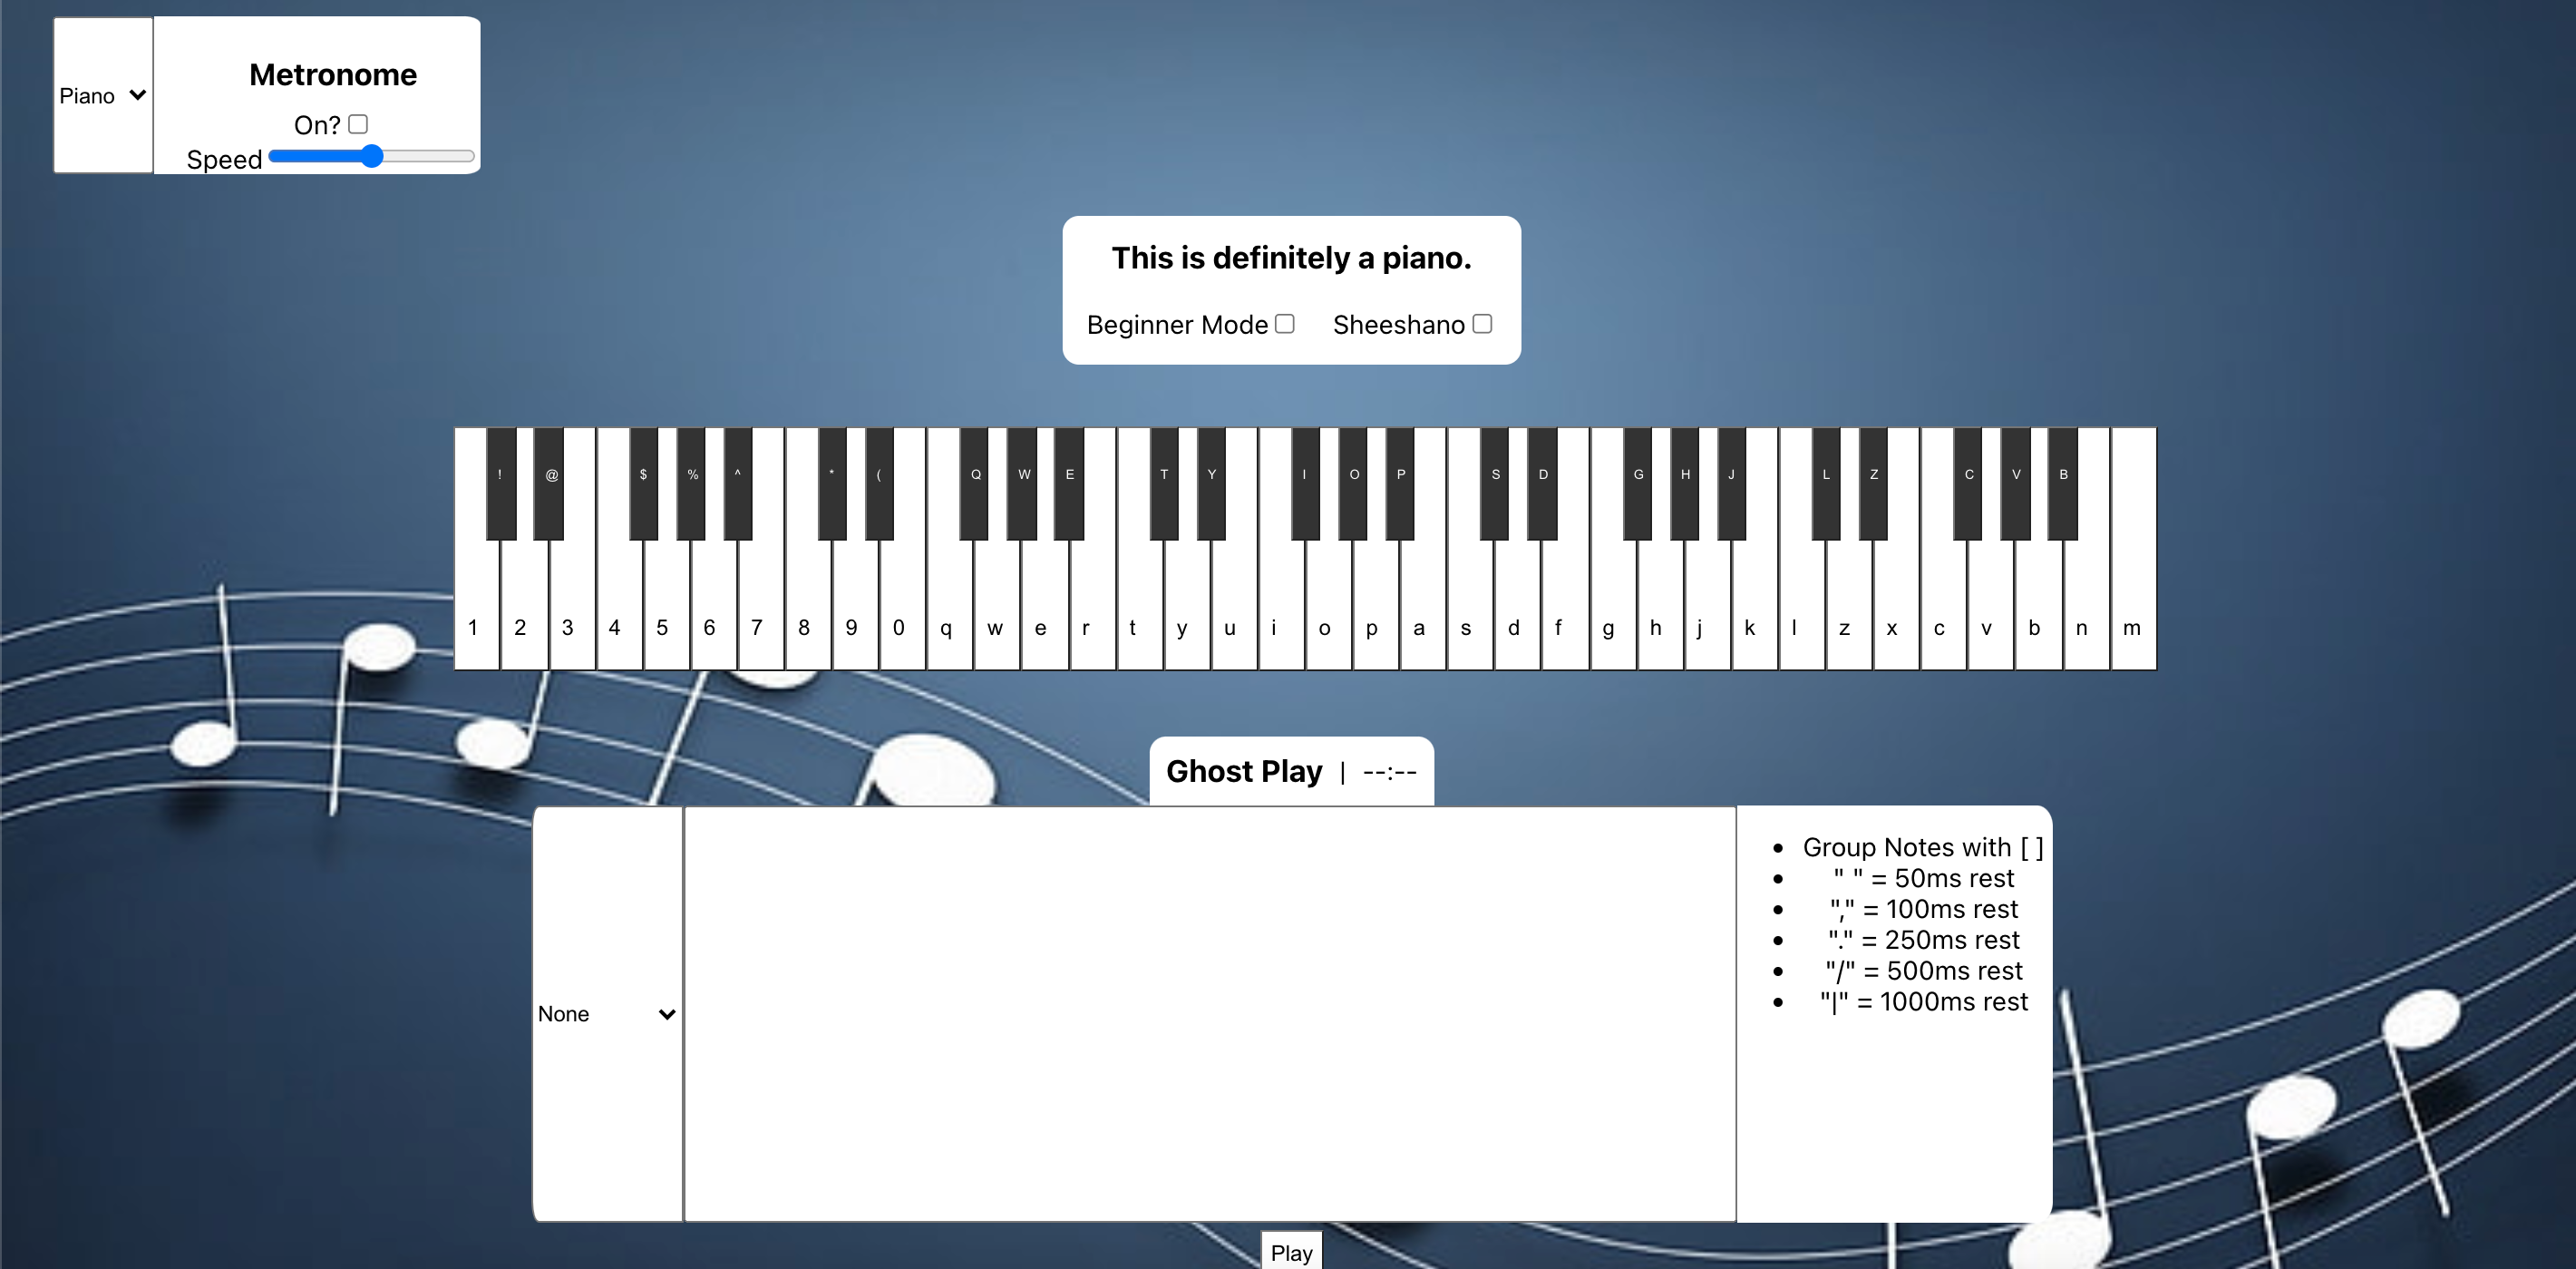 Piano
Metronome
On?
Speed
This is definitely a piano.
Beginner Mode Sheeshano
! @ $ % ^ * ( Q W E T Y I O P S D G H J L Z C V B
1 2 3 4 5 6 7 8 9 0 q w e r t y u i o p a s d f g h j k l z x c v b n m
Ghost Play | --:--
None
• Group Notes with [ ]
• " " = 50ms rest
• "," = 100ms rest
• "." = 250ms rest
• "/" = 500ms rest
• "|" = 1000ms rest
Play